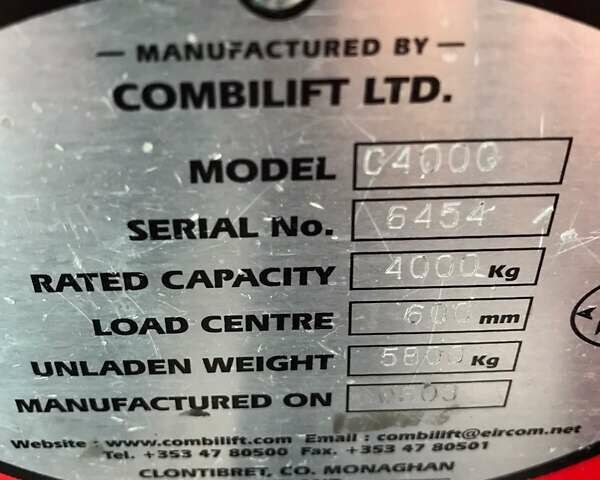 — MANUFACTURED BY —
COMBILIFT LTD.
MODEL C4000
SERIAL No. 6454
RATED CAPACITY 4000 Kg
LOAD CENTRE 600 mm
UNLADEN WEIGHT 5800 Kg
MANUFACTURED ON
Website : www.combilift.com Email : combilift@eircom.net
Tel. +353 47 80500 Fax. +353 47 80501
CLONTIBRET, CO. MONAGHAN